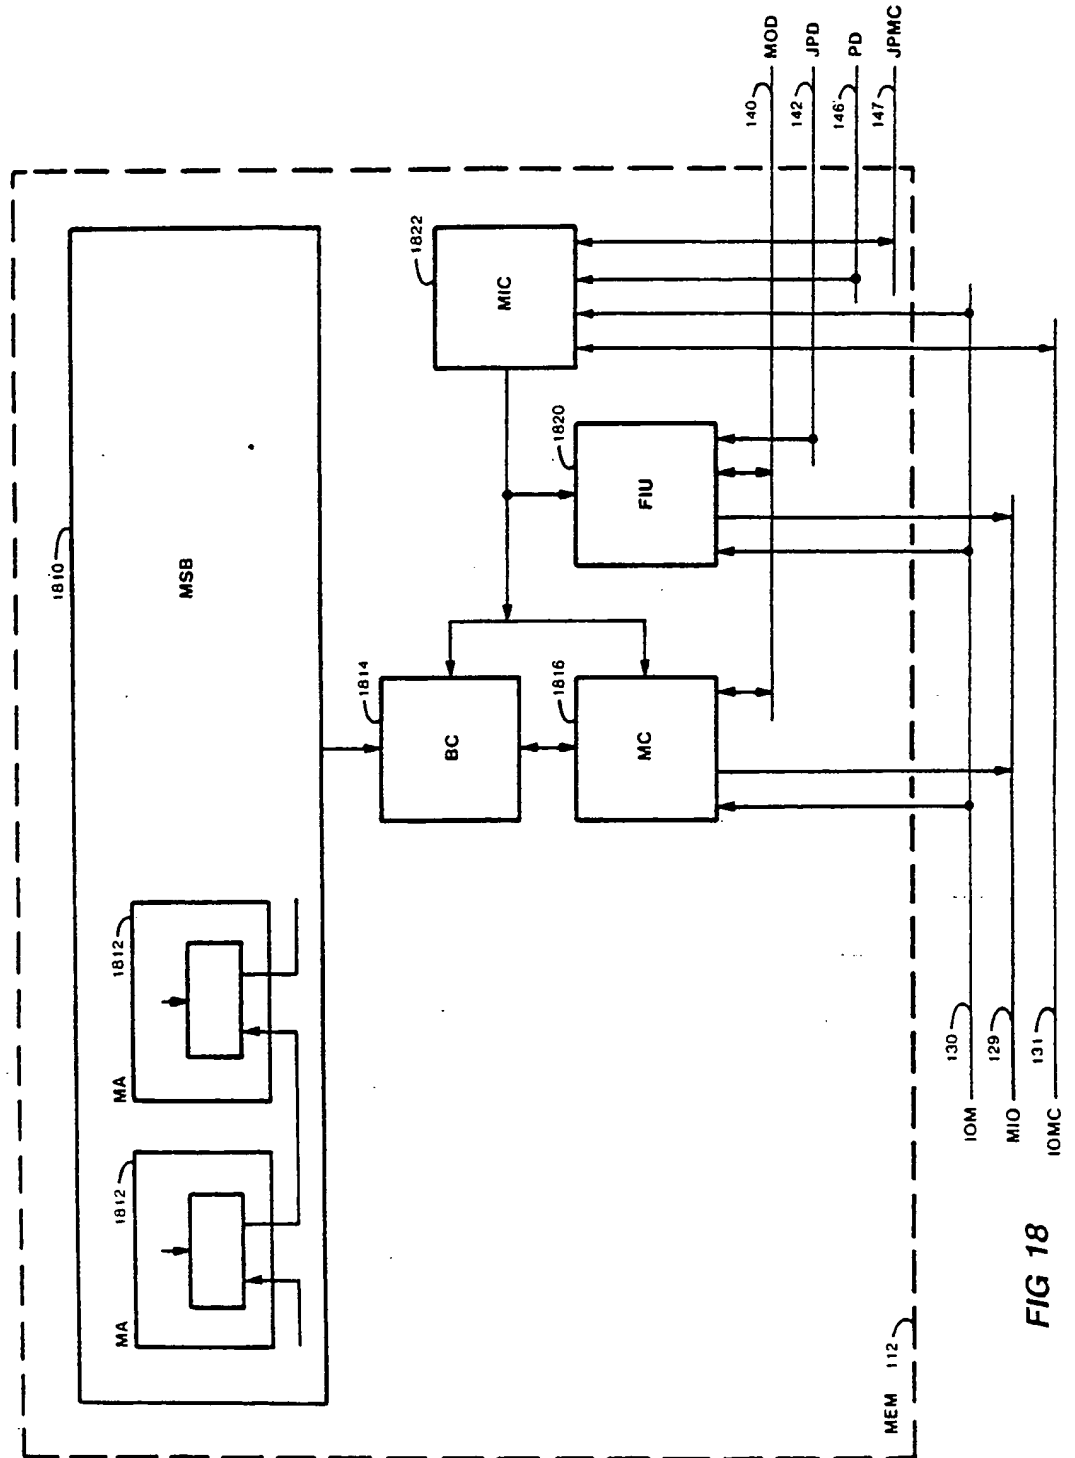 1810
MSB
MA
1812
MA
1812
1814
BC
1816
MC
1820
FIU
1822
MIC
140
MOD
142
JPD
146
PD
147
JPMC
IOM
130
MIO
129
IOMC
131
MEM 112
FIG 18